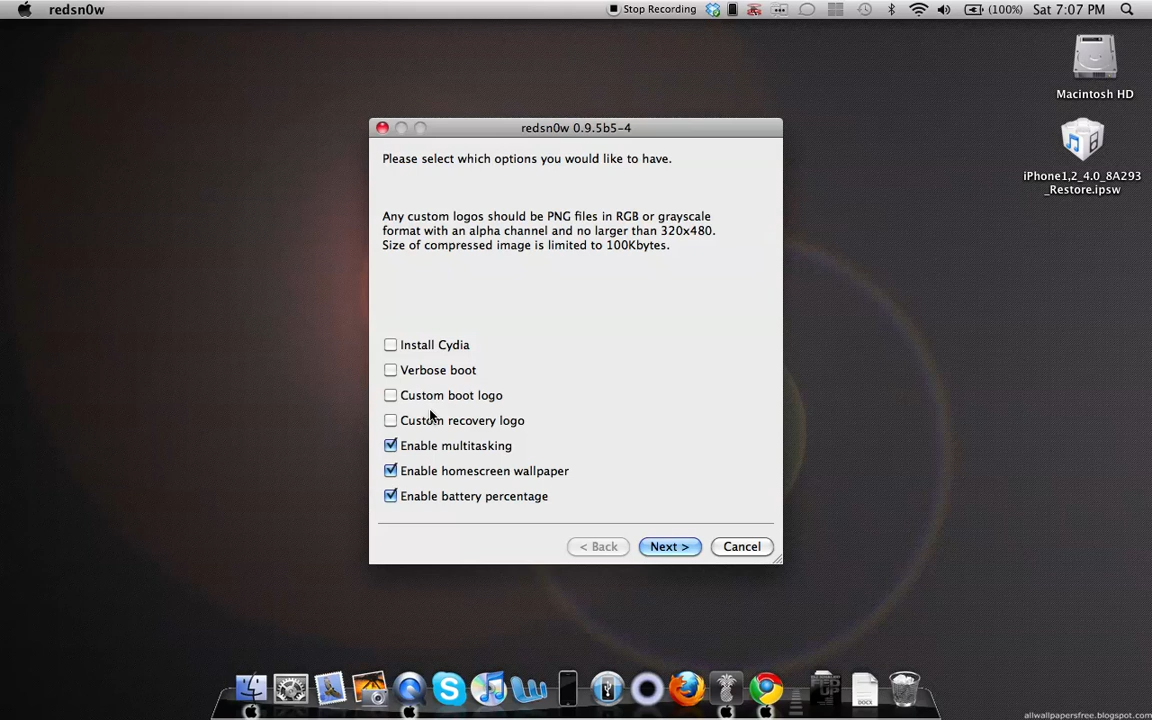 redsn0w
Stop Recording
(100%)
Sat 7:07 PM
Macintosh HD
iPhone1,2_4.0_8A293
_Restore.ipsw
redsn0w 0.9.5b5-4
Please select which options you would like to have.
Any custom logos should be PNG files in RGB or grayscale
format with an alpha channel and no larger than 320x480.
Size of compressed image is limited to 100Kbytes.
Install Cydia
Verbose boot
Custom boot logo
Custom recovery logo
Enable multitasking
Enable homescreen wallpaper
Enable battery percentage
< Back
Next >
Cancel
DOCX
allwallpapersfree.blogspot.com